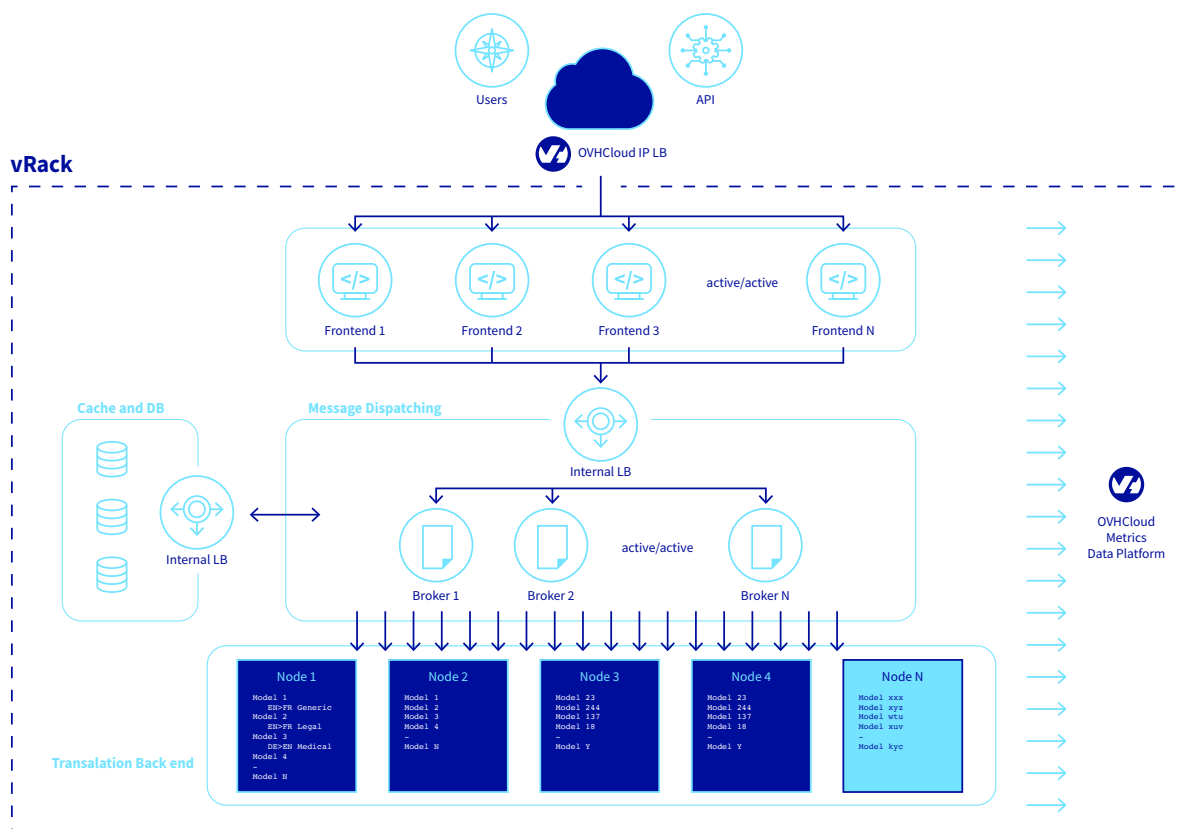 Users
API
OVHCloud IP LB
vRack
</>
</>
</>
active/active
</>
Frontend 1
Frontend 2
Frontend 3
Frontend N
Cache and DB
Message Dispatching
Internal LB
Internal LB
active/active
Broker 1
Broker 2
Broker N
OVHCloud
Metrics
Data Platform
Transalation Back end
Node 1
Model 1
EN>FR Generic
Model 2
EN>FR Legal
Model 3
DE>EN Medical
Model 4
–
Model N
Node 2
Model 1
Model 2
Model 3
Model 4
–
Model N
Node 3
Model 23
Model 244
Model 137
Model 18
–
Model Y
Node 4
Model 23
Model 244
Model 137
Model 18
–
Model Y
Node N
Model xxx
Model xyz
Model wtu
Model xuv
–
Model kyc